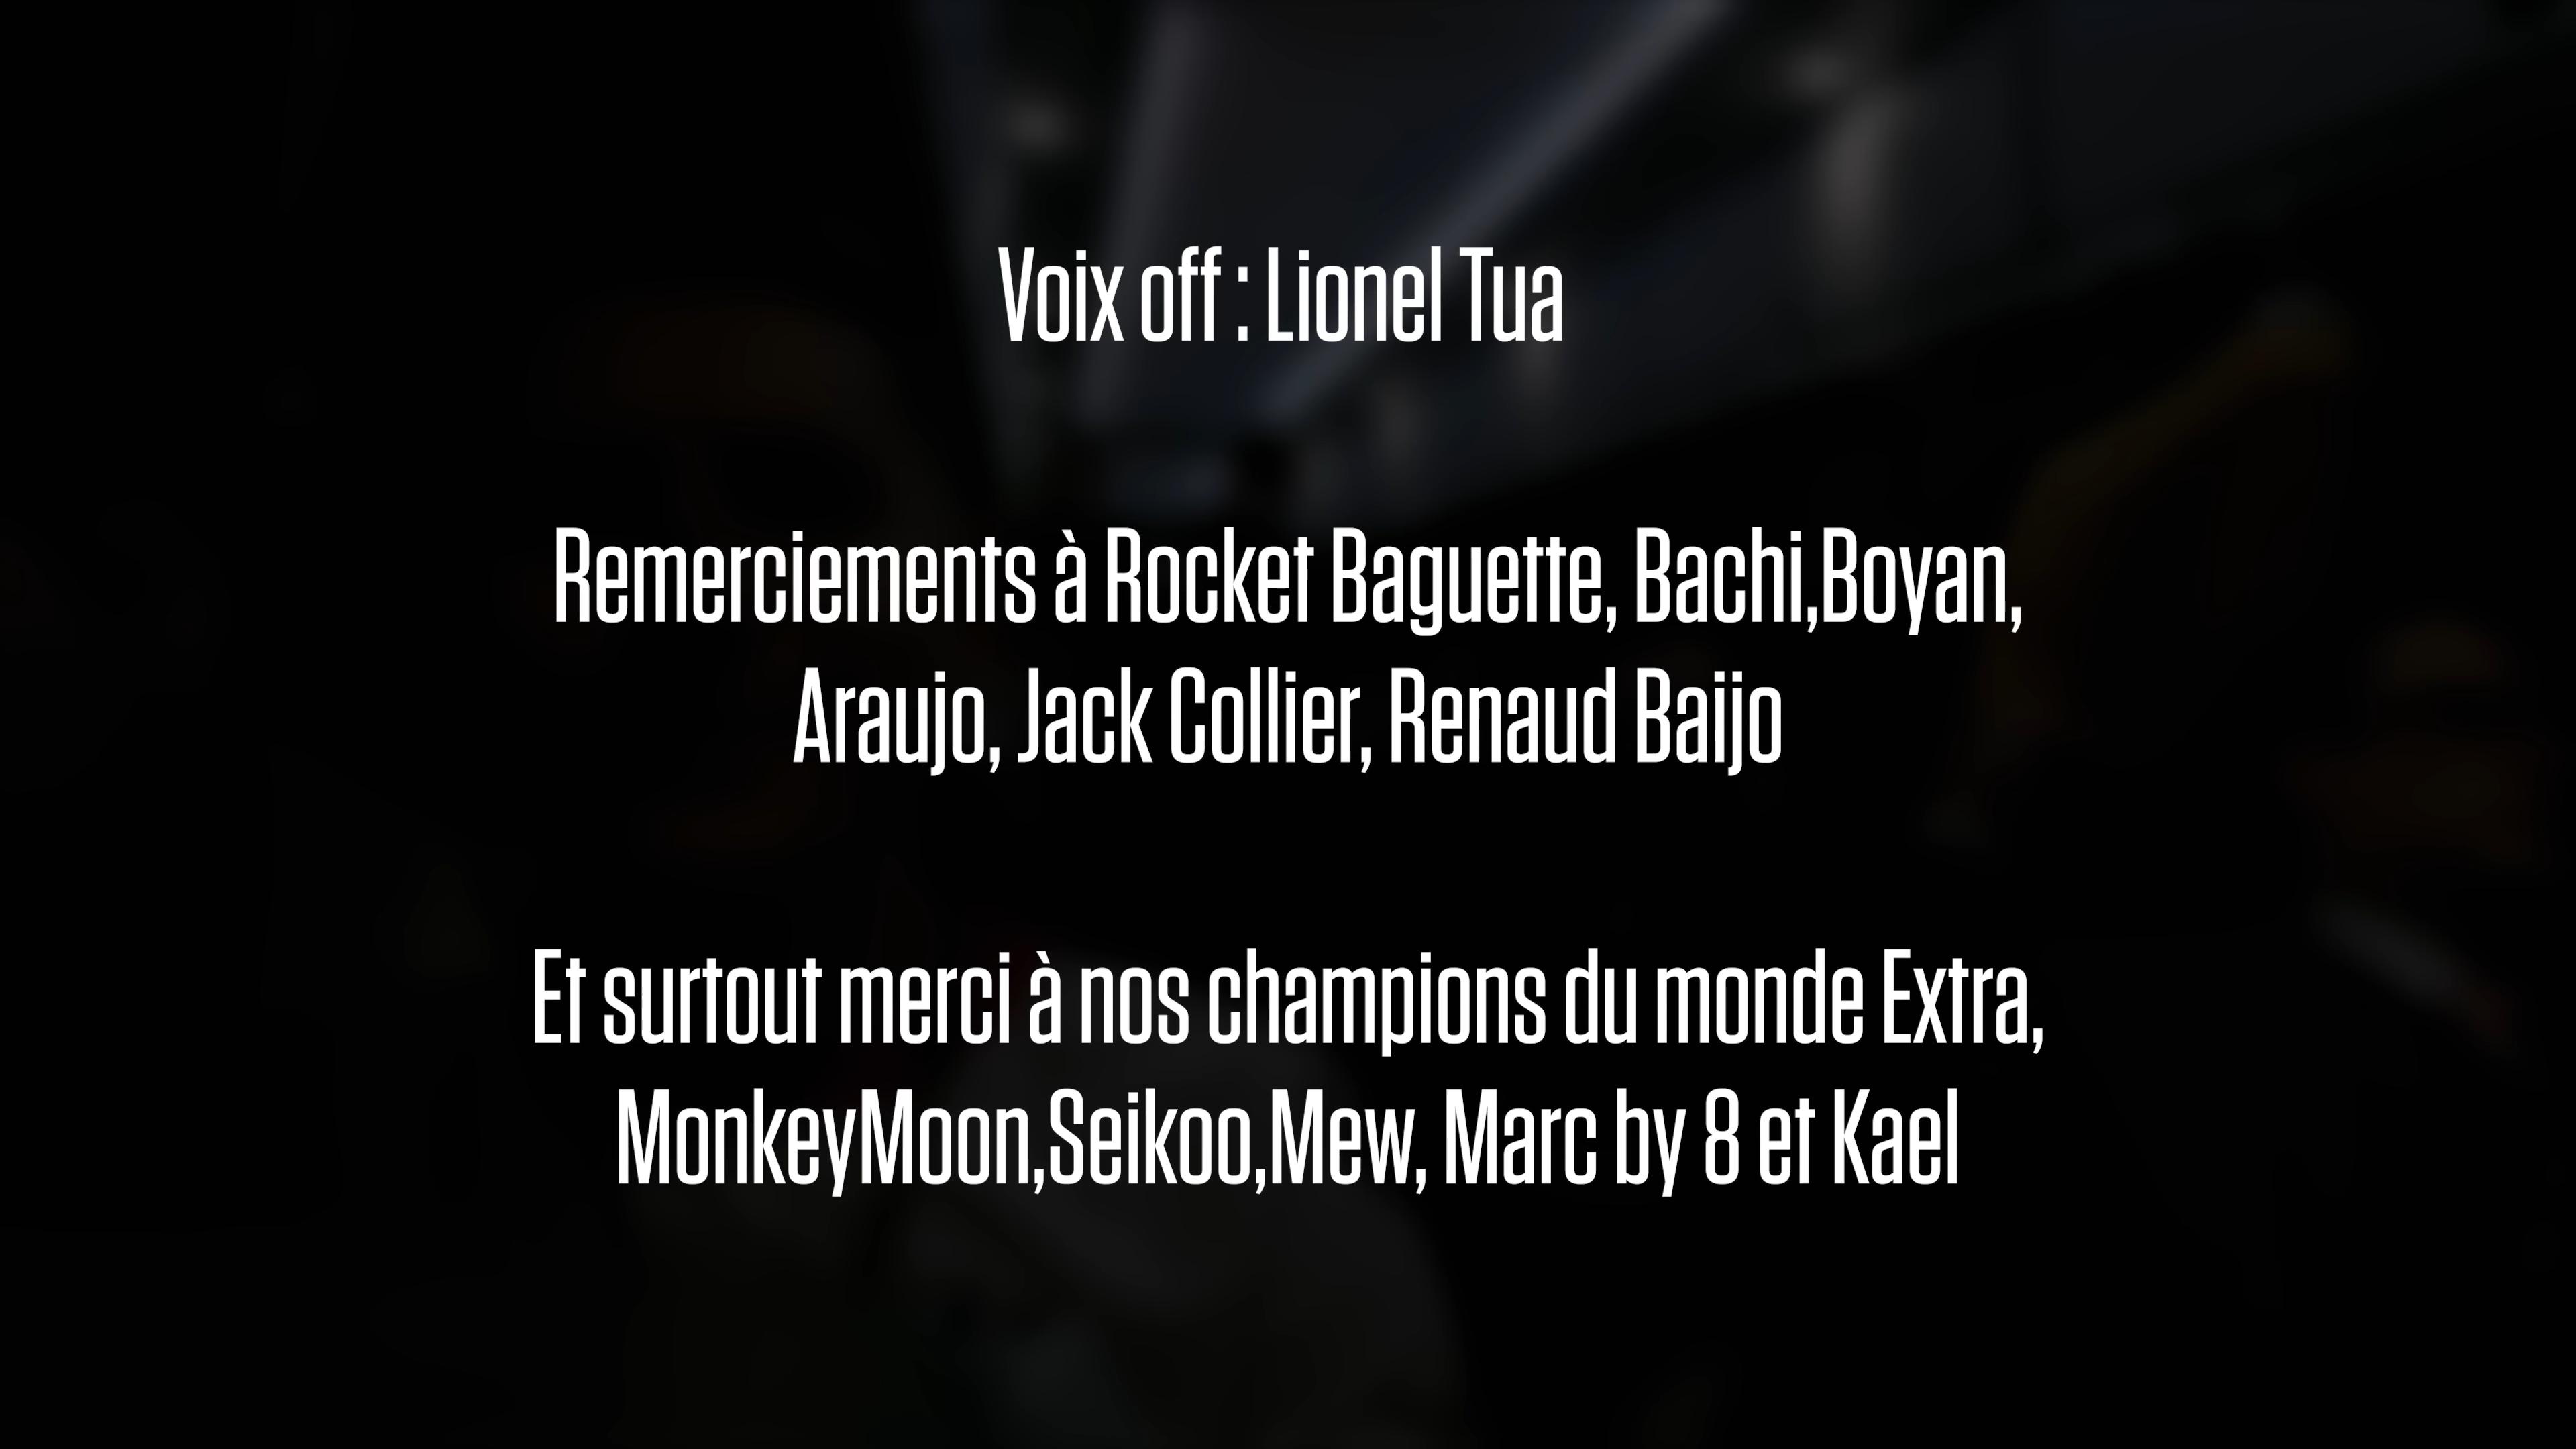 Voix off : Lionel Tua
Remerciements à Rocket Baguette, Bachi,Boyan,
Araujo, Jack Collier, Renaud Baijo
Et surtout merci à nos champions du monde Extra,
MonkeyMoon,Seikoo,Mew, Marc by 8 et Kael